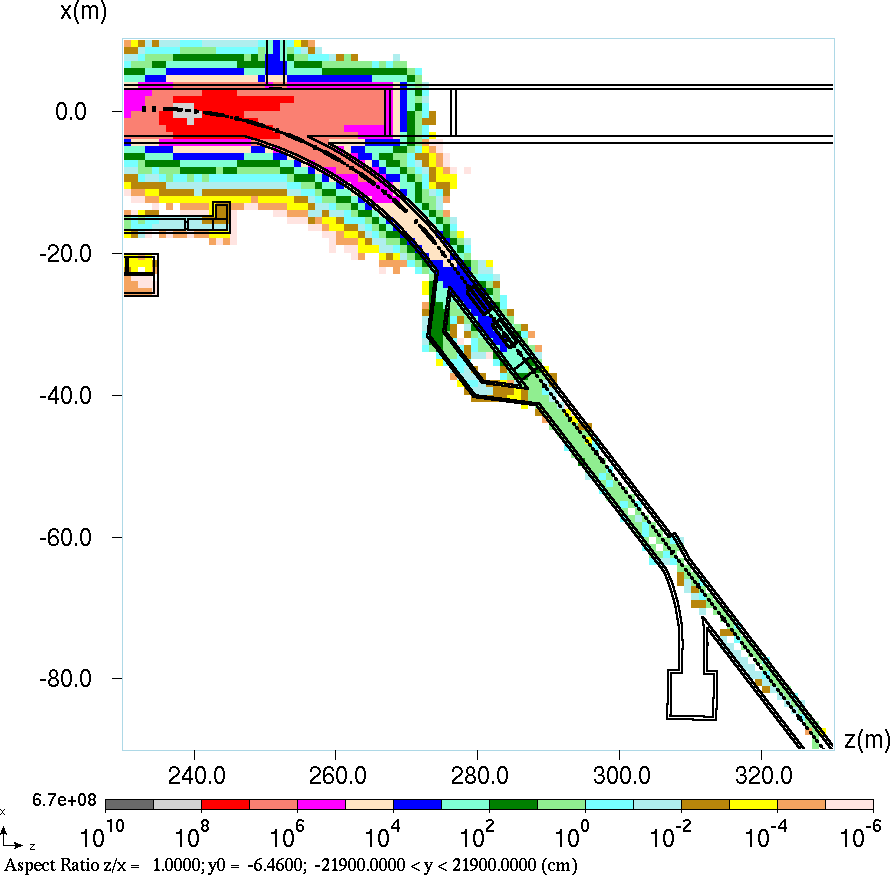 x(m)
0.0
-20.0
-40.0
-60.0
-80.0
z(m)
240.0 260.0 280.0 300.0 320.0
6.7e+08
10^10 10^8 10^6 10^4 10^2 10^0 10^-2 10^-4 10^-6
x
z
Aspect Ratio z/x = 1.0000; y0 = -6.4600; -21900.0000 < y < 21900.0000 (cm)